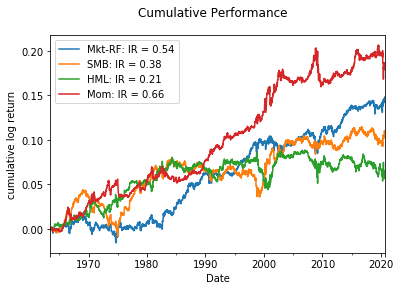 Cumulative Performance
Mkt-RF: IR = 0.54
SMB: IR = 0.38
HML: IR = 0.21
Mom: IR = 0.66
cumulative log return
0.20
0.15
0.10
0.05
0.00
1970 1980 1990 2000 2010 2020
Date